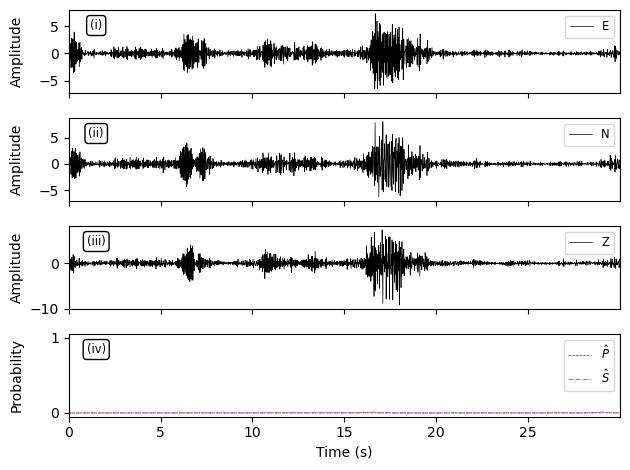 (i)
E
Amplitude
5
0
−5
(ii)
N
Amplitude
5
0
−5
(iii)
Z
Amplitude
0
−10
(iv)
P̂
Ŝ
Probability
1
0
0 5 10 15 20 25
Time (s)